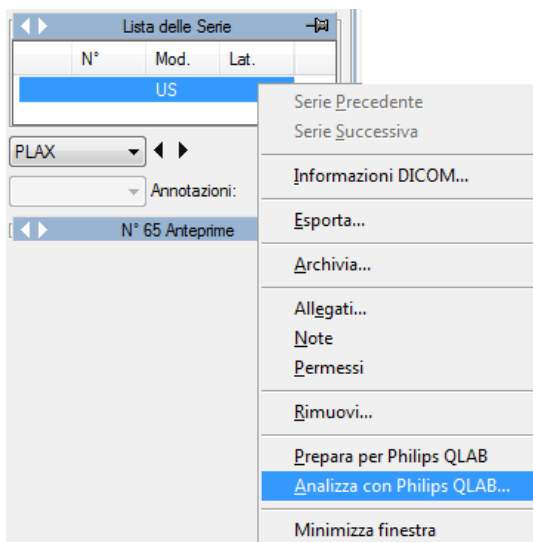 Lista delle Serie
N° Mod. Lat.
US
PLAX
Annotazioni:
N° 65 Anteprime
Serie Precedente
Serie Successiva
Informazioni DICOM...
Esporta...
Archivia...
Allegati...
Note
Permessi
Rimuovi...
Prepara per Philips QLAB
Analizza con Philips QLAB...
Minimizza finestra